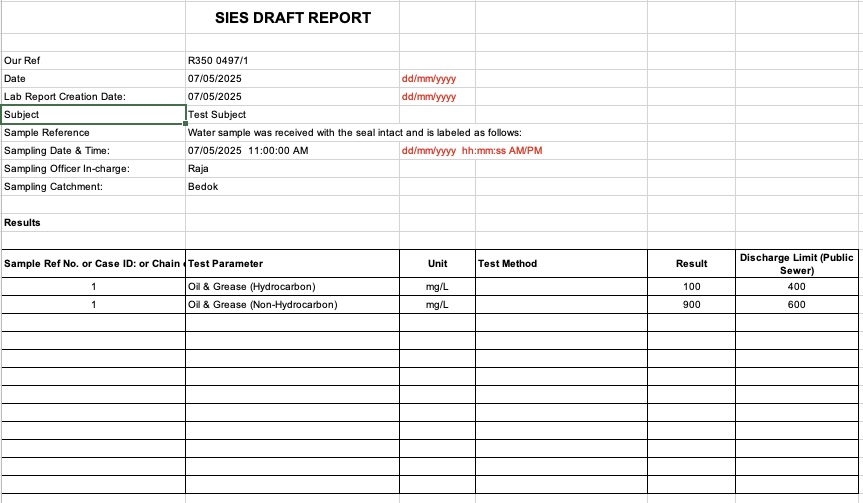 SIES DRAFT REPORT
Our Ref R350 0497/1
Date 07/05/2025 dd/mm/yyyy
Lab Report Creation Date: 07/05/2025 dd/mm/yyyy
Subject Test Subject
Sample Reference Water sample was received with the seal intact and is labeled as follows:
Sampling Date & Time: 07/05/2025 11:00:00 AM dd/mm/yyyy hh:mm:ss AM/PM
Sampling Officer In-charge: Raja
Sampling Catchment: Bedok
Results
Sample Ref No. or Case ID: or Chain Test Parameter Unit Test Method Result Discharge Limit (Public
Sewer)
1 Oil & Grease (Hydrocarbon) mg/L 100 400
1 Oil & Grease (Non-Hydrocarbon) mg/L 900 600